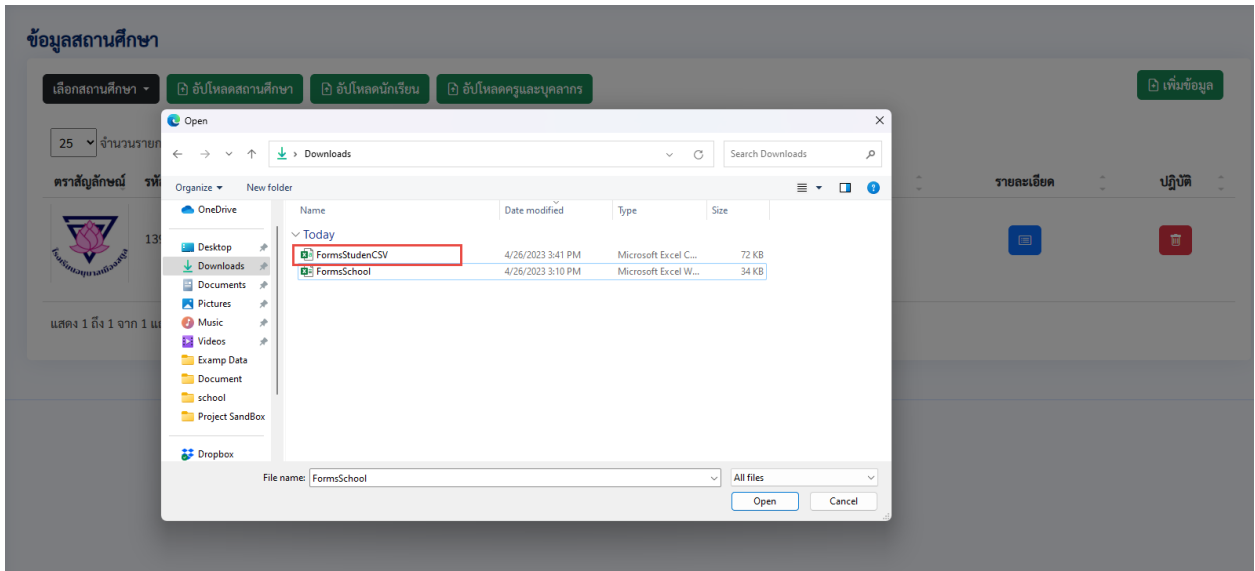 ข้อมูลสถานศึกษา
เลือกสถานศึกษา อัปโหลดสถานศึกษา อัปโหลดนักเรียน อัปโหลดครูและบุคลากร เพิ่มข้อมูล
Open
25 จำนวนรายก
Downloads Search Downloads
ตราสัญลักษณ์ รหั รายละเอียด ปฏิบัติ
Organize New folder
OneDrive Name Date modified Type Size
Today
139
Desktop FormsStudenCSV 4/26/2023 3:41 PM Microsoft Excel C... 72 KB
Downloads FormsSchool 4/26/2023 3:10 PM Microsoft Excel W... 34 KB
Documents
Pictures
Music
แสดง 1 ถึง 1 จาก 1 แ
Videos
Examp Data
Document
school
Project SandBox
Dropbox
File name: FormsSchool All files
Open Cancel